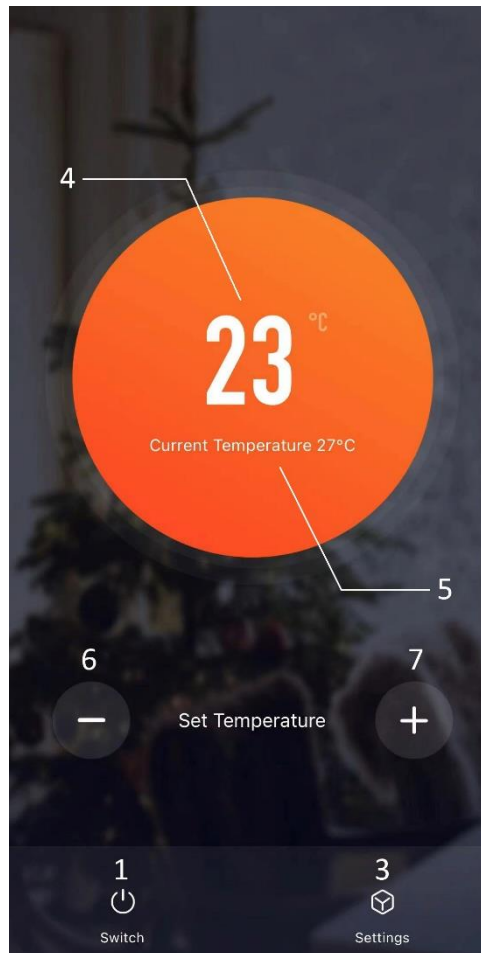 4
23 °C
Current Temperature 27°C
5
6 7
− Set Temperature +
1 3
Switch Settings